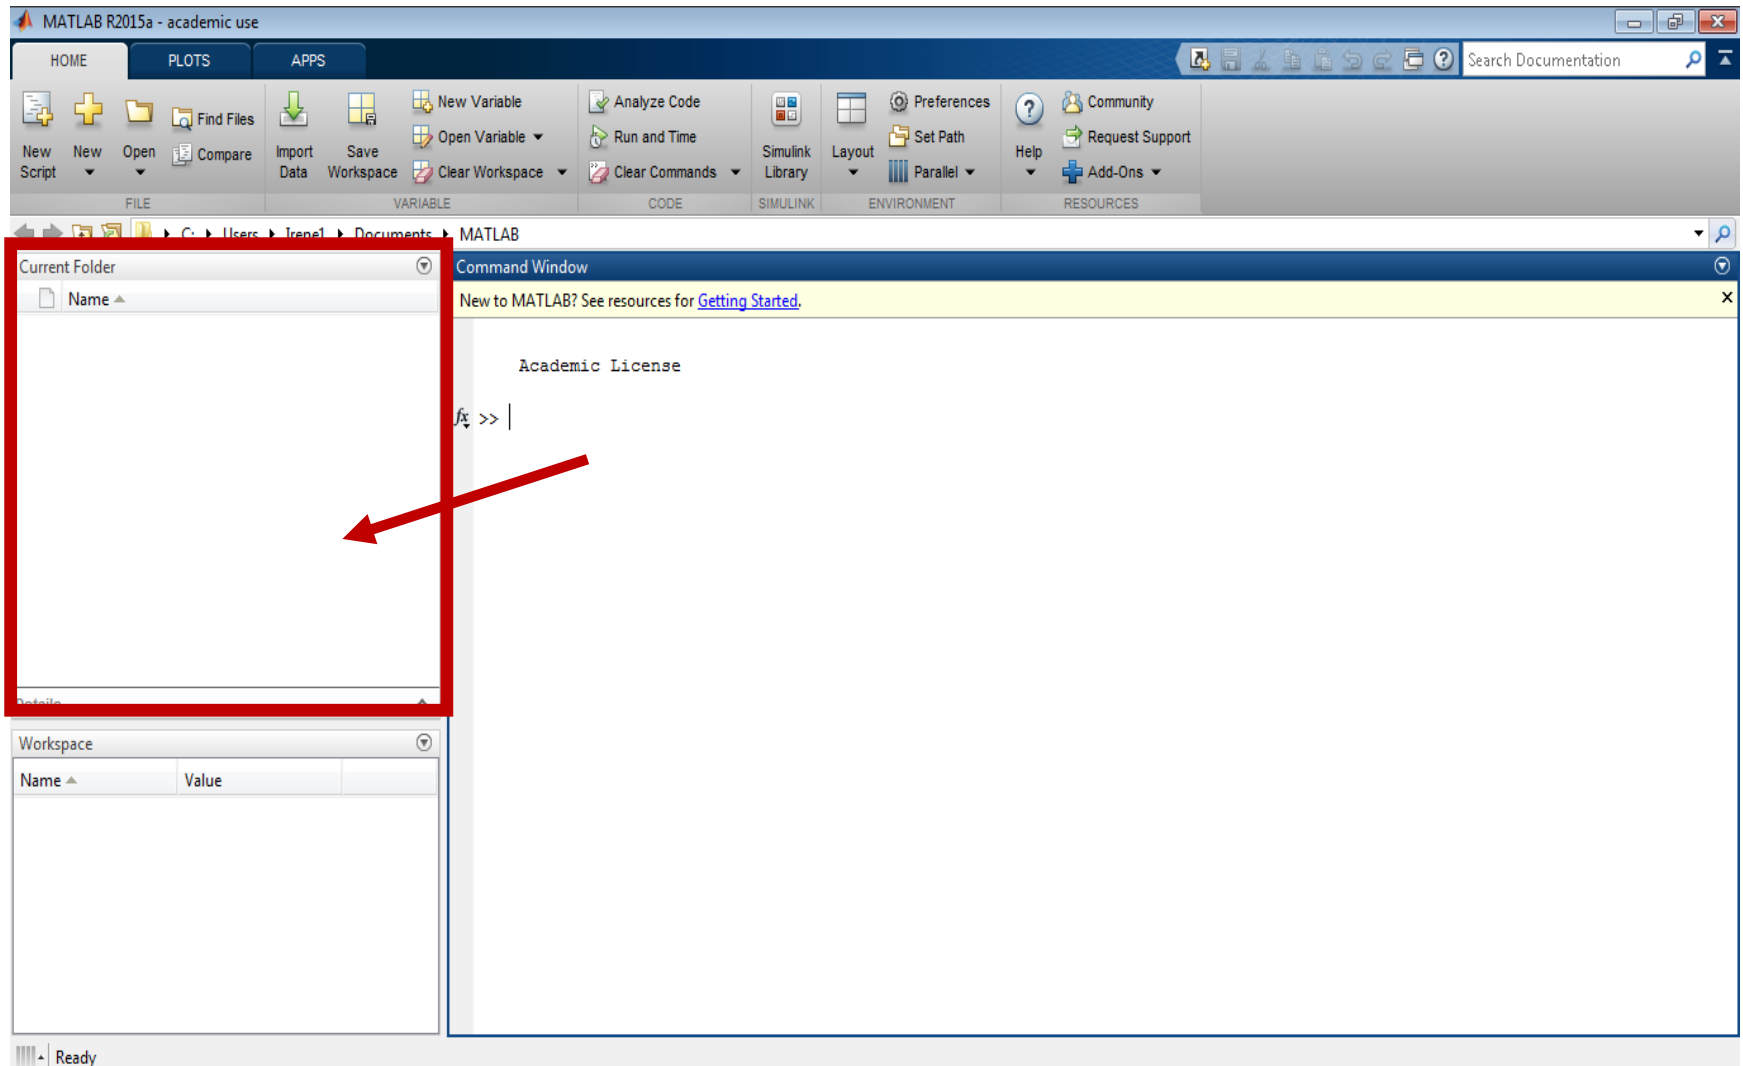 MATLAB R2015a - academic use
HOME PLOTS APPS
Search Documentation
New Script
New
Open
Find Files
Compare
Import Data
Save Workspace
New Variable
Open Variable
Clear Workspace
Analyze Code
Run and Time
Clear Commands
Simulink Library
Layout
Preferences
Set Path
Parallel
Help
Community
Request Support
Add-Ons
FILE VARIABLE CODE SIMULINK ENVIRONMENT RESOURCES
C: Users Irene1 Documents MATLAB
Current Folder
Name
Details
Command Window
New to MATLAB? See resources for Getting Started.
Academic License
fx >>
Workspace
Name Value
Ready